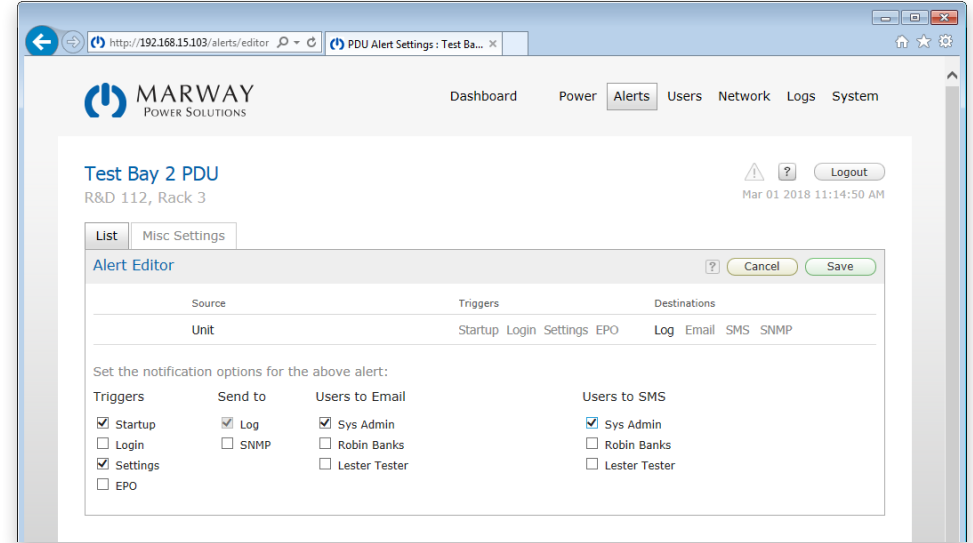 http://192.168.15.103/alerts/editor
PDU Alert Settings : Test Ba...
MARWAY
POWER SOLUTIONS
Dashboard Power Alerts Users Network Logs System
Test Bay 2 PDU
? Logout
R&D 112, Rack 3
Mar 01 2018 11:14:50 AM
List Misc Settings
Alert Editor ? Cancel Save
Source Triggers Destinations
Unit Startup Login Settings EPO Log Email SMS SNMP
Set the notification options for the above alert:
Triggers Send to Users to Email Users to SMS
Startup Log Sys Admin Sys Admin
Login SNMP Robin Banks Robin Banks
Settings Lester Tester Lester Tester
EPO